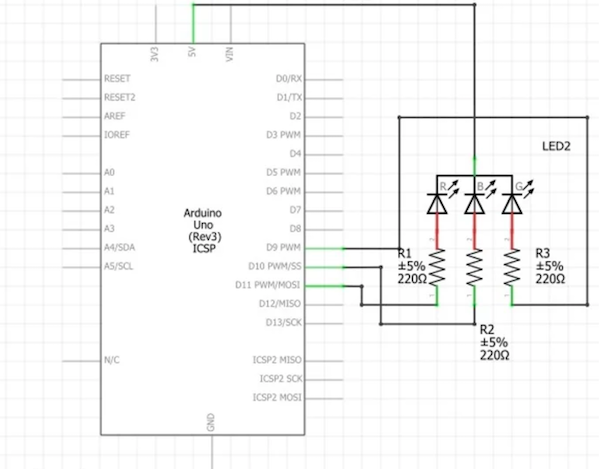 3V3
5V
VIN
RESET
RESET2
AREF
IOREF
A0
A1
A2
A3
A4/SDA
A5/SCL
N/C
Arduino
Uno
(Rev3)
ICSP
D0/RX
D1/TX
D2
D3 PWM
D4
D5 PWM
D6 PWM
D7
D8
D9 PWM
D10 PWM/SS
D11 PWM/MOSI
D12/MISO
D13/SCK
ICSP2 MISO
ICSP2 SCK
ICSP2 MOSI
GND
LED2
R B G
R1
±5%
220Ω
R3
±5%
220Ω
R2
±5%
220Ω